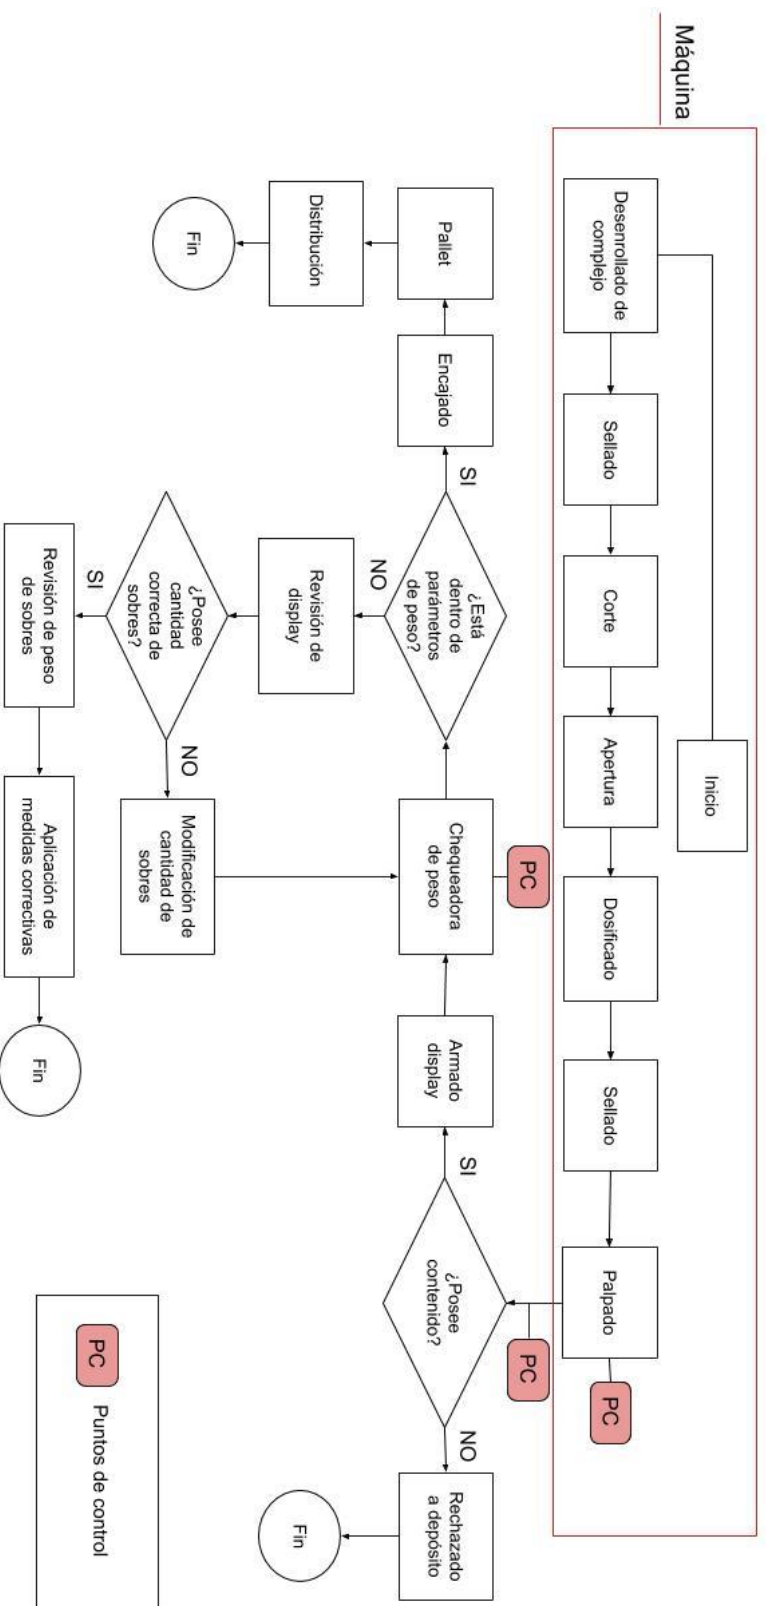 Máquina
Inicio
Desenrollado de
complejo
Sellado
Corte
Apertura
Dosificado
Sellado
Palpado
PC
PC
¿Posee
contenido?
NO
Rechazado
a depósito
Fin
SI
Armado
display
PC
Chequeadora
de peso
¿Está
dentro de
parámetros
de peso?
SI
Encajado
Pallet
Distribución
Fin
NO
Revisión de
display
¿Posee
cantidad
correcta de
sobres?
NO
Modificación de
cantidad de
sobres
SI
Revisión de peso
de sobres
Aplicación de
medidas correctivas
Fin
PC
Puntos de control